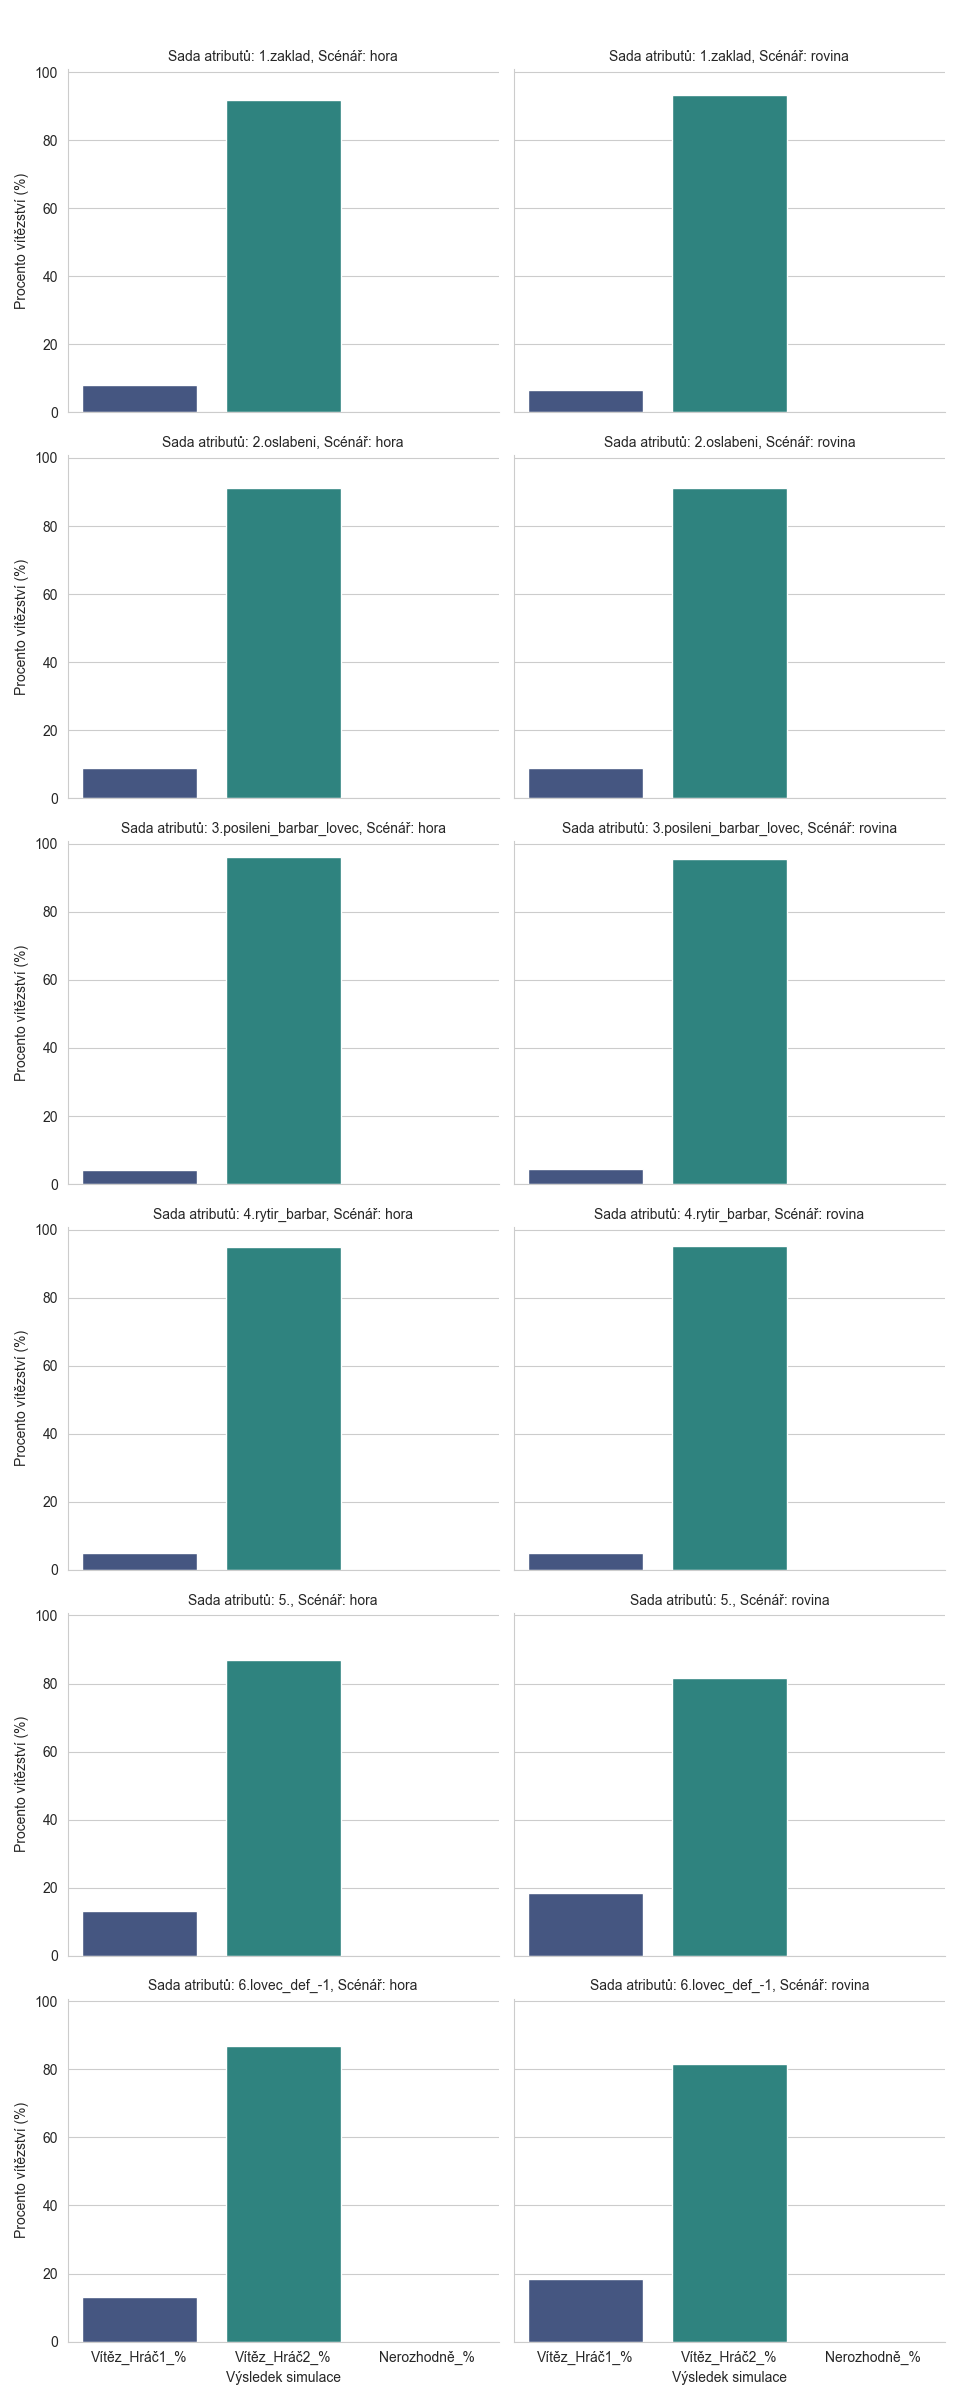 Sada atributů: 1.zaklad, Scénář: hora
Sada atributů: 1.zaklad, Scénář: rovina
100
80
60
40
20
0
Procento vítězství (%)
Sada atributů: 2.oslabeni, Scénář: hora
Sada atributů: 2.oslabeni, Scénář: rovina
100
80
60
40
20
0
Procento vítězství (%)
Sada atributů: 3.posileni_barbar_lovec, Scénář: hora
Sada atributů: 3.posileni_barbar_lovec, Scénář: rovina
100
80
60
40
20
0
Procento vítězství (%)
Sada atributů: 4.rytir_barbar, Scénář: hora
Sada atributů: 4.rytir_barbar, Scénář: rovina
100
80
60
40
20
0
Procento vítězství (%)
Sada atributů: 5., Scénář: hora
Sada atributů: 5., Scénář: rovina
100
80
60
40
20
0
Procento vítězství (%)
Sada atributů: 6.lovec_def_-1, Scénář: hora
Sada atributů: 6.lovec_def_-1, Scénář: rovina
100
80
60
40
20
0
Procento vítězství (%)
Vítěz_Hráč1_%
Vítěz_Hráč2_%
Nerozhodně_%
Výsledek simulace
Vítěz_Hráč1_%
Vítěz_Hráč2_%
Nerozhodně_%
Výsledek simulace